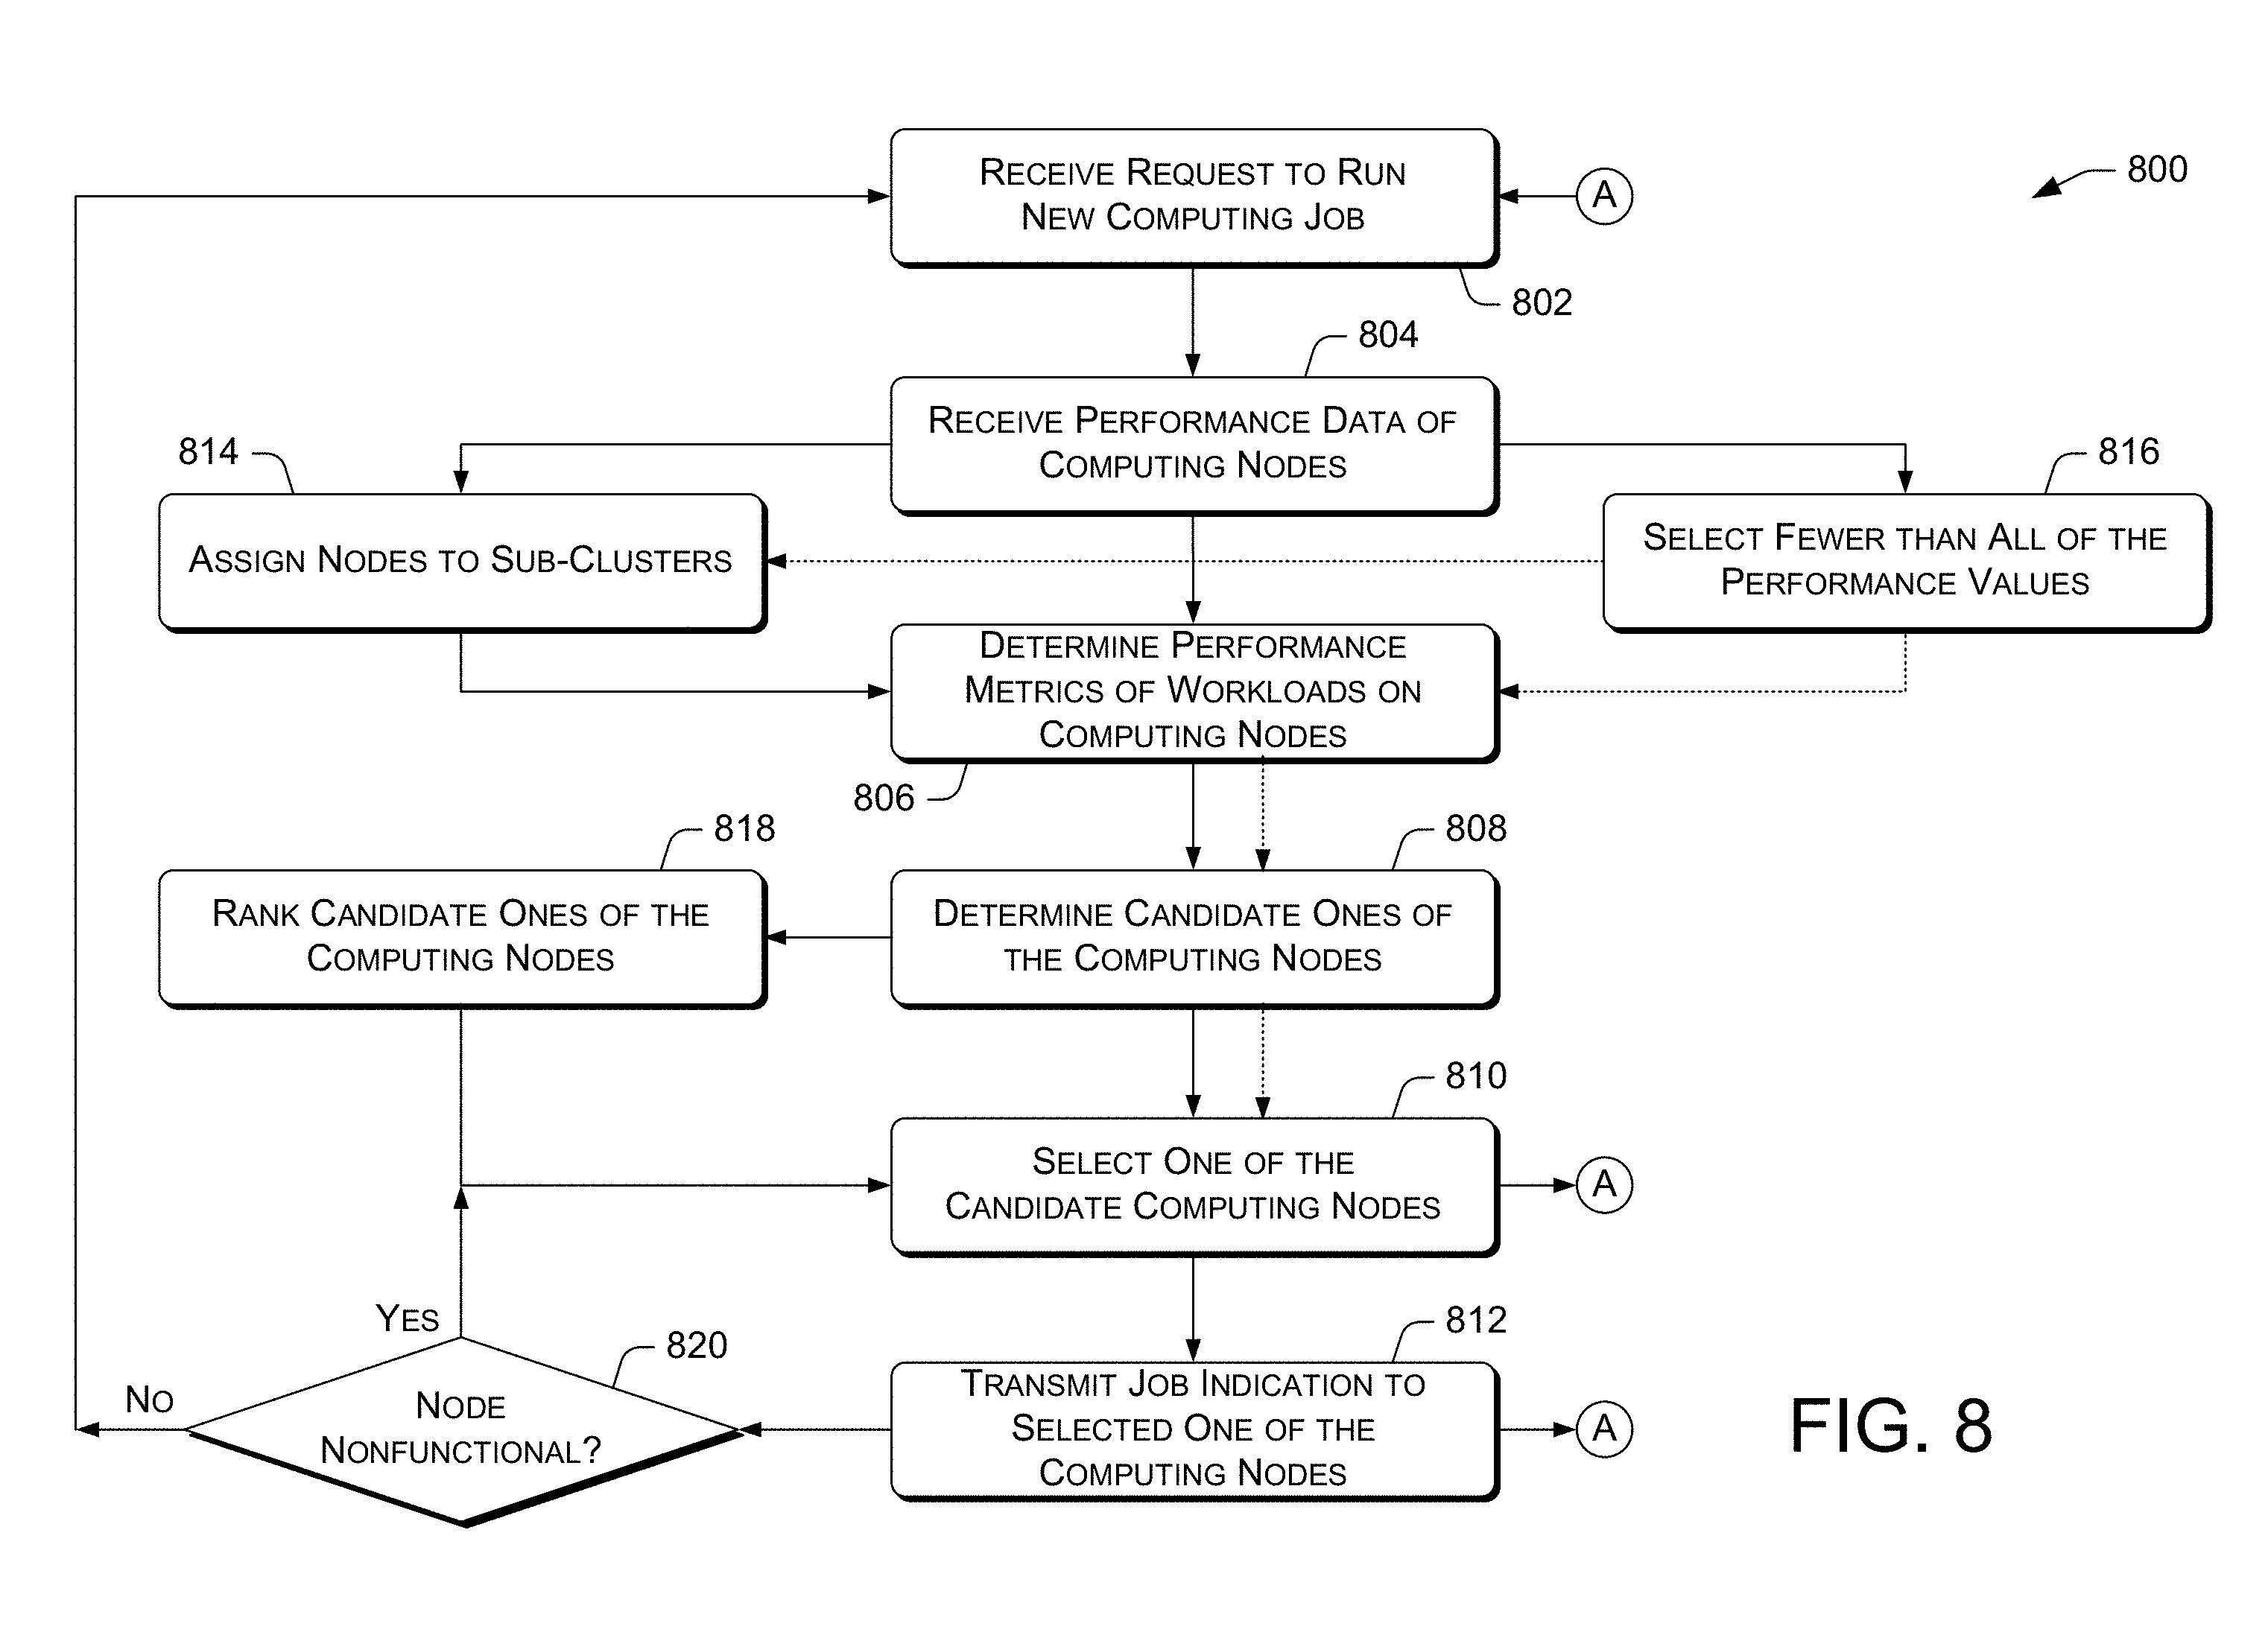 800
RECEIVE REQUEST TO RUN
NEW COMPUTING JOB
A
802
804
RECEIVE PERFORMANCE DATA OF
COMPUTING NODES
814
816
ASSIGN NODES TO SUB-CLUSTERS
SELECT FEWER THAN ALL OF THE
PERFORMANCE VALUES
DETERMINE PERFORMANCE
METRICS OF WORKLOADS ON
COMPUTING NODES
806
818
808
RANK CANDIDATE ONES OF THE
COMPUTING NODES
DETERMINE CANDIDATE ONES OF
THE COMPUTING NODES
810
SELECT ONE OF THE
CANDIDATE COMPUTING NODES
A
YES
820
812
NO
NODE
NONFUNCTIONAL?
TRANSMIT JOB INDICATION TO
SELECTED ONE OF THE
COMPUTING NODES
A
FIG. 8